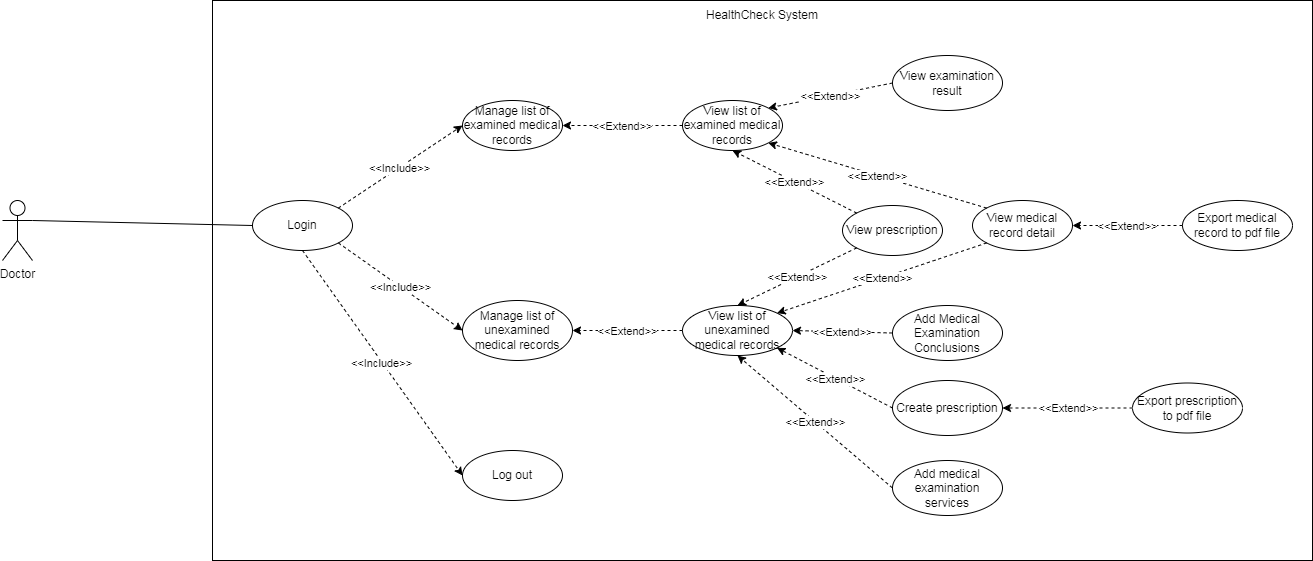 HealthCheck System
View examination
result
<<Extend>>
Manage list of
examined medical
records
<<Extend>>
View list of
examined medical
records
<<Include>>
<<Extend>>
<<Extend>>
Doctor
Login
View prescription
View medical
record detail
<<Extend>>
Export medical
record to pdf file
<<Include>>
<<Extend>>
<<Extend>>
Manage list of
unexamined
medical records
<<Extend>>
View list of
unexamined
medical records
<<Extend>>
Add Medical
Examination
Conclusions
<<Include>>
<<Extend>>
Create prescription
<<Extend>>
Export prescription
to pdf file
<<Extend>>
Log out
Add medical
examination
services